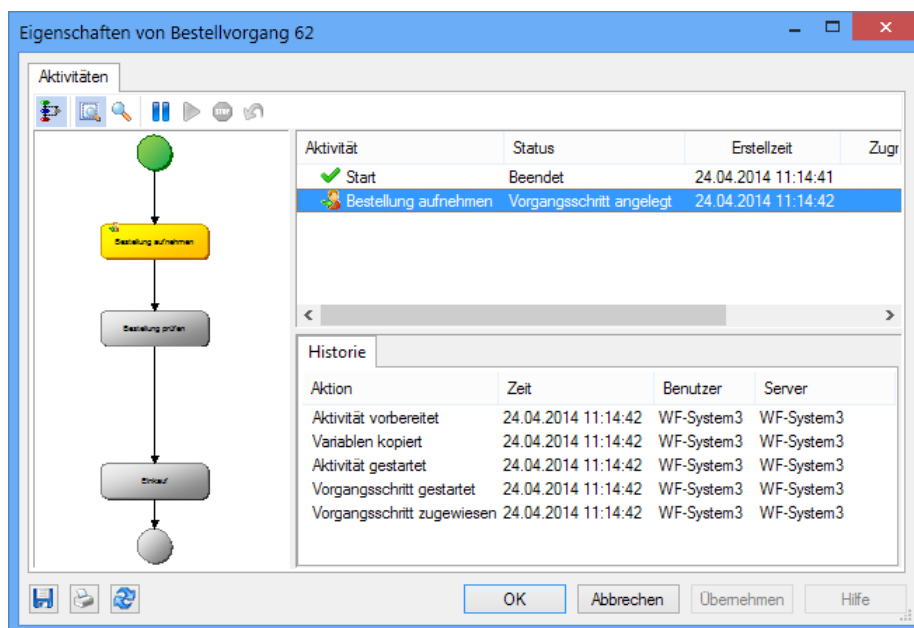 Eigenschaften von Bestellvorgang 62
Aktivitäten
STOP
Bestellung aufnehmen
Bestellung prüfen
Einkauf
Aktivität Status Erstellzeit Zugr
Start Beendet 24.04.2014 11:14:41
Bestellung aufnehmen Vorgangsschritt angelegt 24.04.2014 11:14:42
Historie
Aktion Zeit Benutzer Server
Aktivität vorbereitet 24.04.2014 11:14:42 WF-System3 WF-System3
Variablen kopiert 24.04.2014 11:14:42 WF-System3 WF-System3
Aktivität gestartet 24.04.2014 11:14:42 WF-System3 WF-System3
Vorgangsschritt gestartet 24.04.2014 11:14:42 WF-System3 WF-System3
Vorgangsschritt zugewiesen 24.04.2014 11:14:42 WF-System3 WF-System3
OK Abbrechen Übernehmen Hilfe